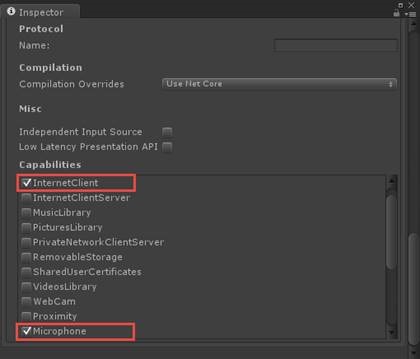 Inspector
Protocol
Name:
Compilation
Compilation Overrides Use Net Core
Misc
Independent Input Source
Low Latency Presentation API
Capabilities
InternetClient
InternetClientServer
MusicLibrary
PicturesLibrary
PrivateNetworkClientServer
RemovableStorage
SharedUserCertificates
VideosLibrary
WebCam
Proximity
Microphone